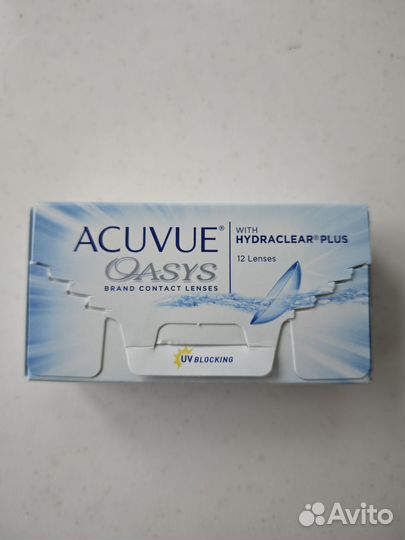 ACUVUE®
OASYS
BRAND CONTACT LENSES
WITH
HYDRACLEAR® PLUS
12 Lenses
UV BLOCKING
Avito